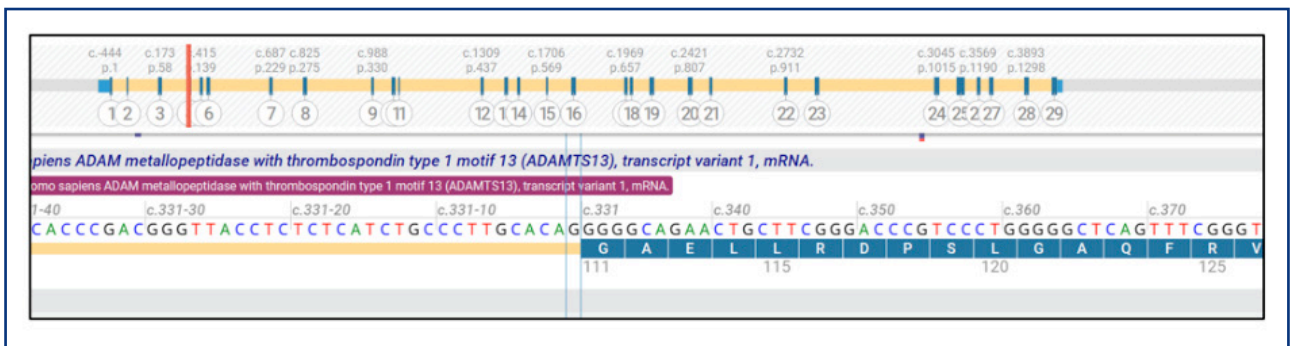 c.-444 c.173 .415 c.687 c.825 c.988 c.1309 c.1706 c.1969 c.2421 c.2732 c.3045 c.3569 c.3893
p.1 p.58 .139 p.229 p.275 p.330 p.437 p.569 p.657 p.807 p.911 p.1015 p.1190 p.1298
1 2 3 6 7 8 9 11 12 1 14 15 16 18 19 20 21 22 23 24 25 2 27 28 29
piens ADAM metallopeptidase with thrombospondin type 1 motif 13 (ADAMTS13), transcript variant 1, mRNA.
omo sapiens ADAM metallopeptidase with thrombospondin type 1 motif 13 (ADAMTS13), transcript variant 1, mRNA.
1-40 c.331-30 c.331-20 c.331-10 c.331 c.340 c.350 c.360 c.370
CACCCGACGGGTTACCTCTCTCATCTGCCCTTGCACAGGGGGCAGAACTGCTTCGGGACCCGTCCCTGGGGGCTCAGTTTCGGGT
G A E L L R D P S L G A Q F R V
111 115 120 125